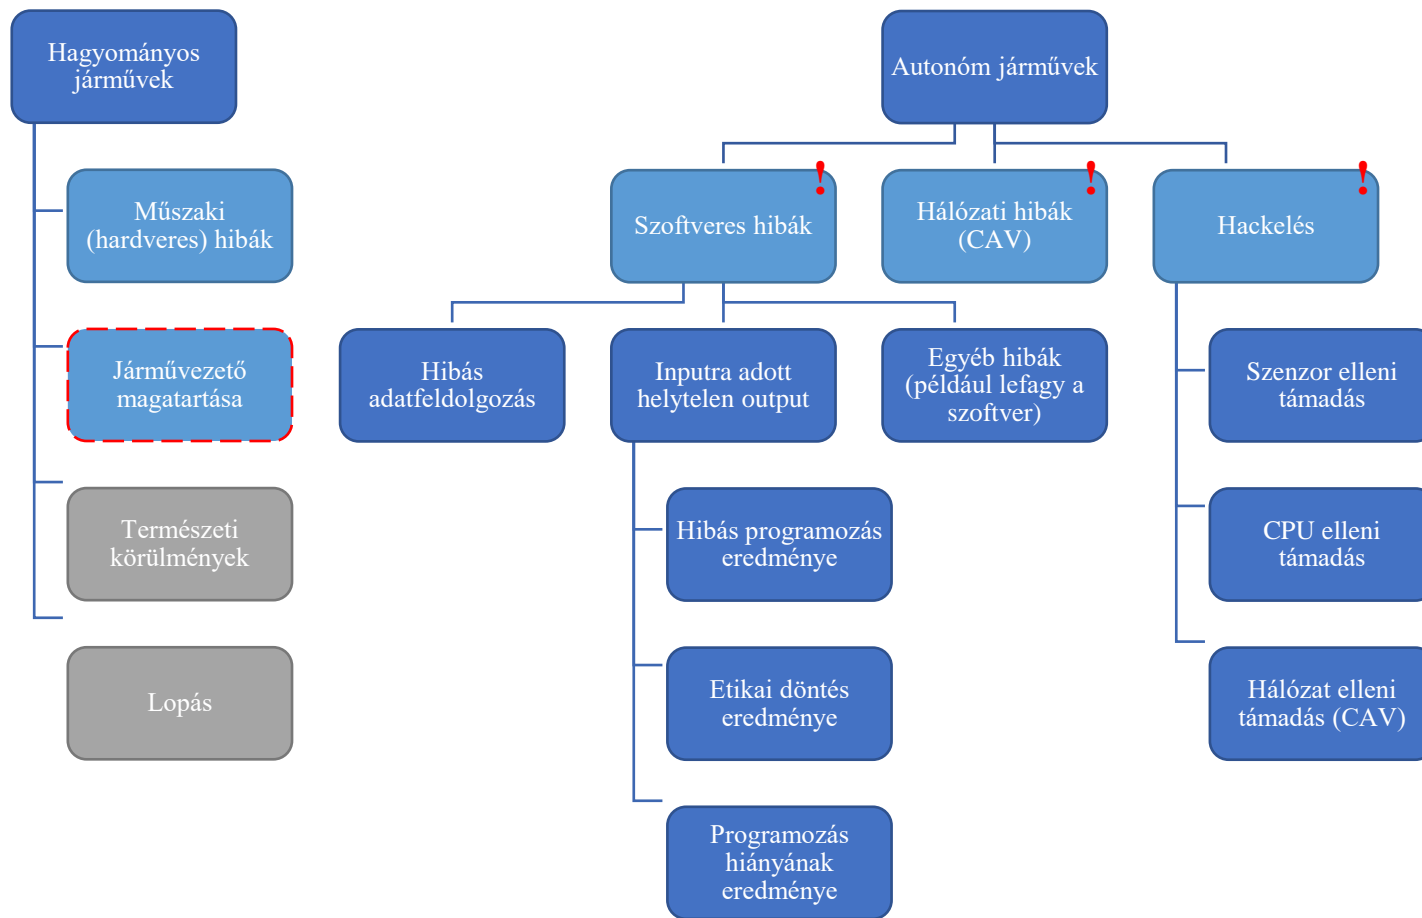 Hagyományos
járművek
Műszaki
(hardveres) hibák
Járművezető
magatartása
Természeti
körülmények
Lopás
Autonóm járművek
Szoftveres hibák
!
Hálózati hibák
(CAV)
!
Hackelés
!
Hibás
adatfeldolgozás
Inputra adott
helytelen output
Egyéb hibák
(például lefagy a
szoftver)
Hibás programozás
eredménye
Etikai döntés
eredménye
Programozás
hiányának
eredménye
Szenzor elleni
támadás
CPU elleni
támadás
Hálózat elleni
támadás (CAV)